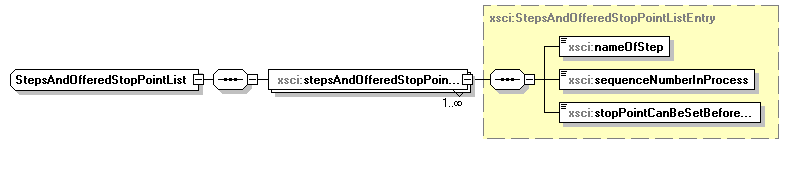 xsci:StepsAndOfferedStopPointListEntry
xsci:nameOfStep
StepsAndOfferedStopPointList
xsci:stepsAndOfferedStopPoin...
xsci:sequenceNumberInProcess
1..∞
xsci:stopPointCanBeSetBefore...